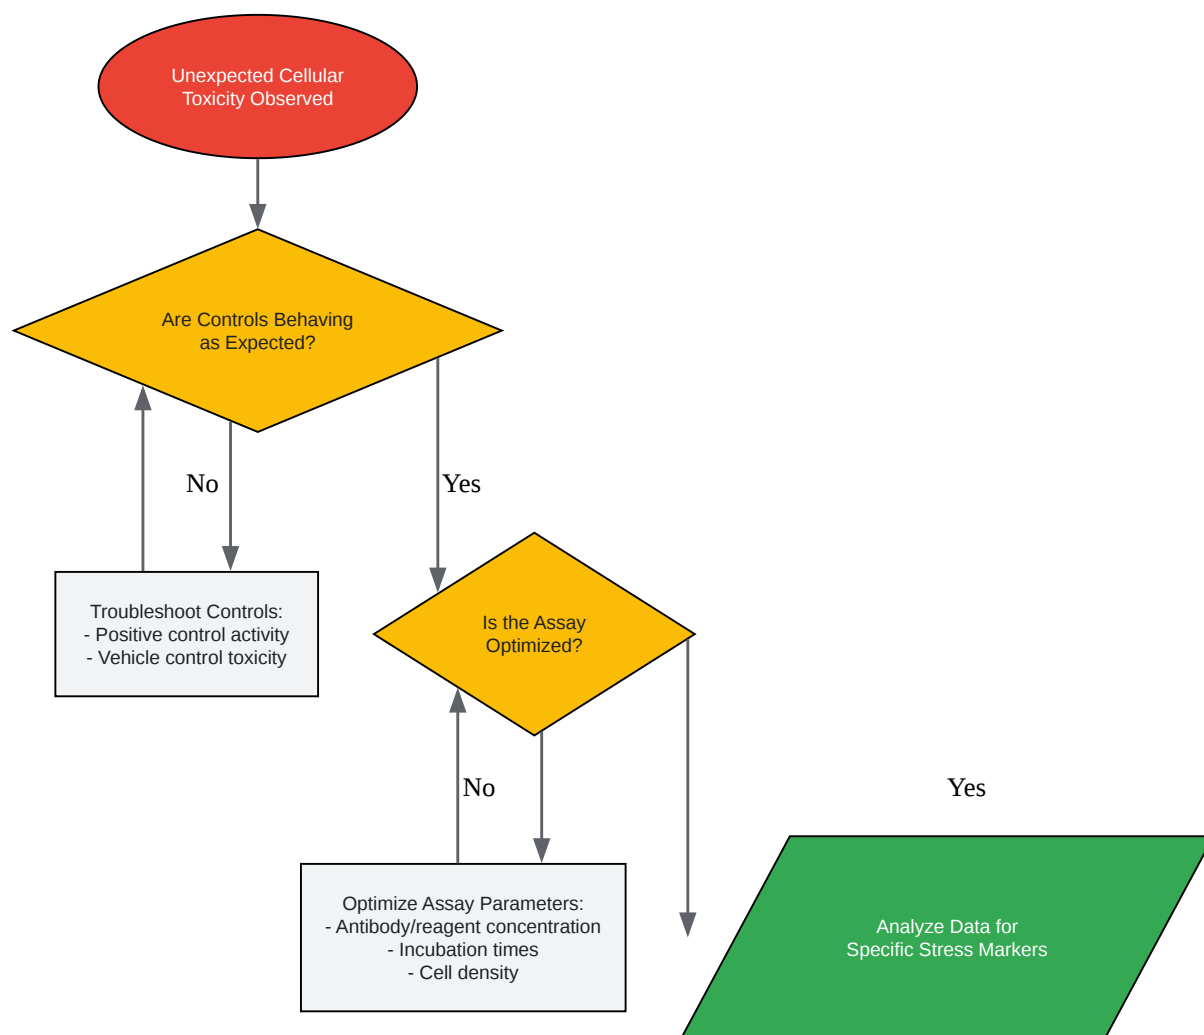 Unexpected Cellular
Toxicity Observed
Are Controls Behaving
as Expected?
No
Yes
Troubleshoot Controls:
- Positive control activity
- Vehicle control toxicity
Is the Assay
Optimized?
No
Yes
Optimize Assay Parameters:
- Antibody/reagent concentration
- Incubation times
- Cell density
Analyze Data for
Specific Stress Markers